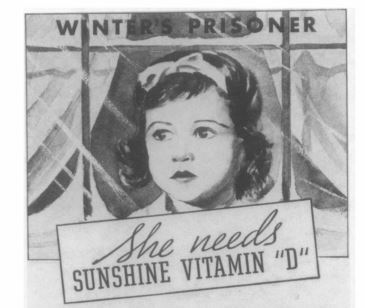 WINTER'S PRISONER
She needs
SUNSHINE VITAMIN "D"